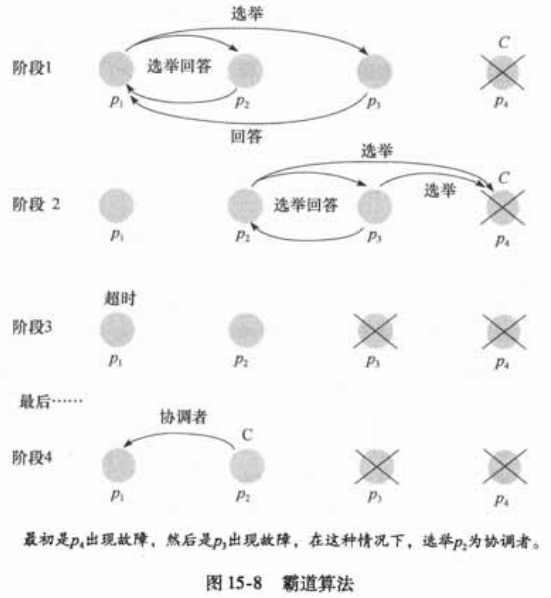 选举
C
阶段1
选举回答
p₁
p₂
p₃
p₄
回答
选举
C
阶段 2
选举回答
选举
p₁
p₂
p₃
p₄
超时
阶段3
p₁
p₂
p₃
p₄
最后……
协调者
C
阶段4
p₁
p₂
p₃
p₄
最初是p₄出现故障，然后是p₃出现故障，在这种情况下，选举p₂为协调者。
图 15-8 霸道算法